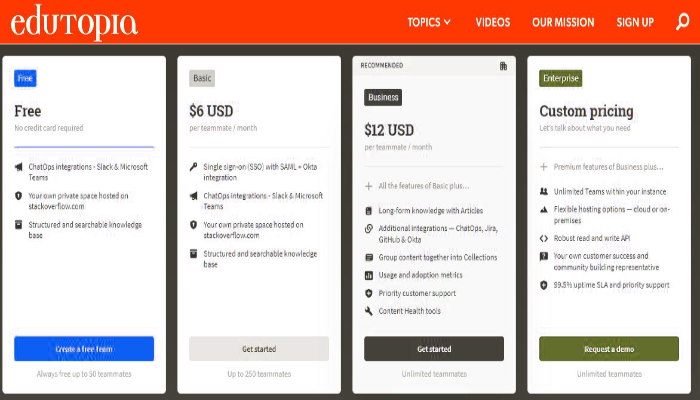 edutopia
TOPICS
VIDEOS
OUR MISSION
SIGN UP
Free
Free
No credit card required
ChatOps integrations - Slack & Microsoft
Teams
Your own private space hosted on
stackoverflow.com
Structured and searchable knowledge
base
Create a free Team
Always free up to 50 teammates
Basic
$6 USD
per teammate / month
Single sign-on (SSO) with SAML + Okta
integration
ChatOps integrations - Slack & Microsoft
Teams
Your own private space hosted on
stackoverflow.com
Structured and searchable knowledge
base
Get started
Up to 250 teammates
RECOMMENDED
Business
$12 USD
per teammate / month
All the features of Basic plus...
Long-form knowledge with Articles
Additional integrations — ChatOps, Jira,
GitHub & Okta
Group content together into Collections
Usage and adoption metrics
Priority customer support
Content Health tools
Get started
Unlimited teammates
Enterprise
Custom pricing
Let's talk about what you need
Premium features of Business plus...
Unlimited Teams within your instance
Flexible hosting options — cloud or on-
premises
Robust read and write API
Your own customer success and
community building representative
99.5% uptime SLA and priority support
Request a demo
Unlimited teammates